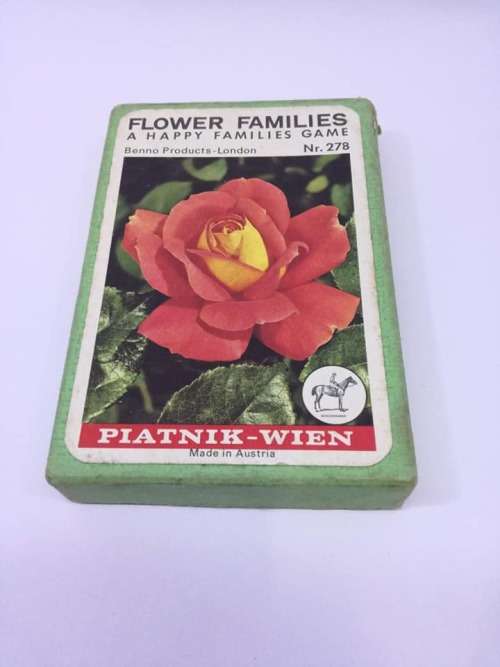 FLOWER FAMILIES
A HAPPY FAMILIES GAME
Benno Products-London Nr. 278
PIATNIK-WIEN
Made in Austria